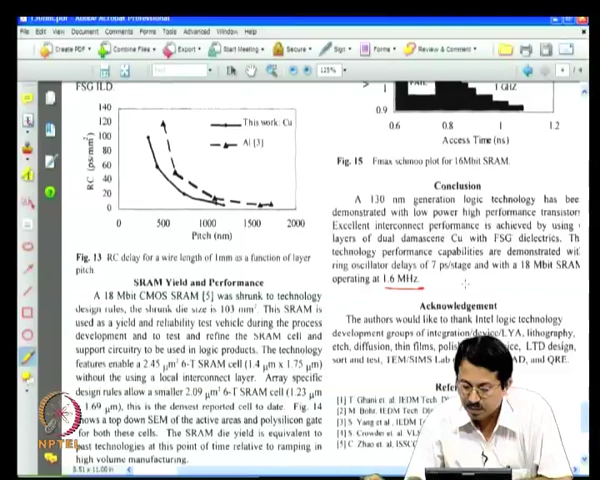 Adobe Acrobat Professional
File Edit View Document Comments Forms Tools Advanced Window Help
Create PDF Combine Files Export Start Meeting Secure Sign Forms Review & Comment
125%
FSG ILD
140
120
100
80
60
40
20
0
RC (ps/mm²)
This work: Cu
Al [3]
0 500 1000 1500 2000
Pitch (nm)
Fig. 13 RC delay for a wire length of 1mm as a function of layer
pitch
SRAM Yield and Performance
A 18 Mbit CMOS SRAM [5] was shrunk to technology
design rules, the shrunk die size is 103 mm². This SRAM is
used as a yield and reliability test vehicle during the process
development and to test and refine the SRAM cell and
support circuitry to be used in logic products. The technology
features enable a 2.45 μm² 6-T SRAM cell (1.4 μm x 1.75 μm)
without the using a local interconnect layer. Array specific
design rules allow a smaller 2.09 μm² 6-T SRAM cell (1.23 μm
1.69 μm), this is the densest reported cell to date. Fig. 14
shows a top down SEM of the active areas and polysilicon gate
for both these cells. The SRAM die yield is equivalent to
past technologies at this point of time relative to ramping in
high volume manufacturing.
8.51 x 11.00 in
NPTEL
1
0.9
FAIL
1 GHZ
0.6 0.8 1 1.2
Access Time (ns)
Fig. 15 Fmax schmoo plot for 16Mbit SRAM.
Conclusion
A 130 nm generation logic technology has bee
demonstrated with low power high performance transistor
Excellent interconnect performance is achieved by using
layers of dual damascene Cu with FSG dielectrics. Th
technology performance capabilities are demonstrated wit
ring oscillator delays of 7 ps/stage and with a 18 Mbit SRAM
operating at 1.6 MHz.
Acknowledgement
The authors would like to thank Intel logic technology
development groups of integration/device/LYA, lithography,
etch, diffusion, thin films, polis ice, LTD design,
sort and test, TEM/SIMS La AD, and QRE.
Refe
[1] T Ghani et al. IEDM Tech Di
[2] M Bohr, IEDM Tech D
[3] S Yang et al., IEDM T
[4] S Crowder et al VLS
[5] C Zhao et al., ISSCC